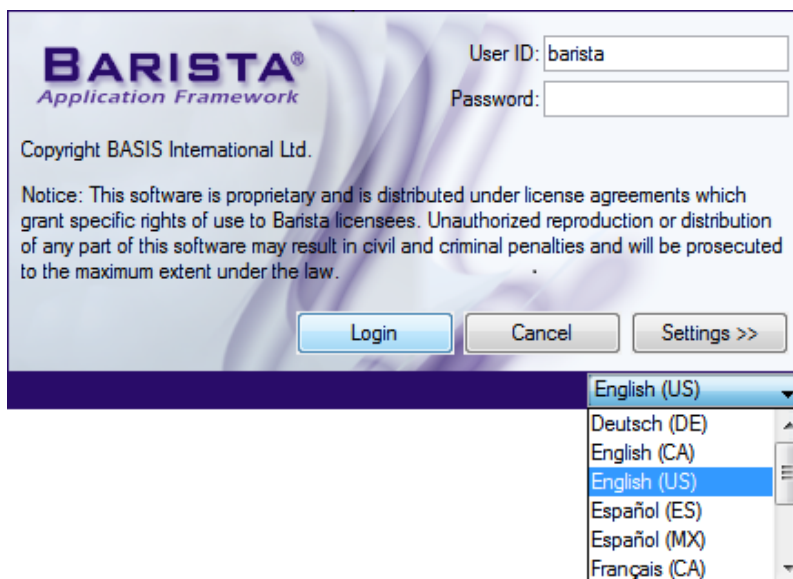 BARISTA®
Application Framework
User ID: barista
Password:
Copyright BASIS International Ltd.
Notice: This software is proprietary and is distributed under license agreements which
grant specific rights of use to Barista licensees. Unauthorized reproduction or distribution
of any part of this software may result in civil and criminal penalties and will be prosecuted
to the maximum extent under the law.
Login Cancel Settings >>
English (US)
Deutsch (DE)
English (CA)
English (US)
Español (ES)
Español (MX)
Français (CA)